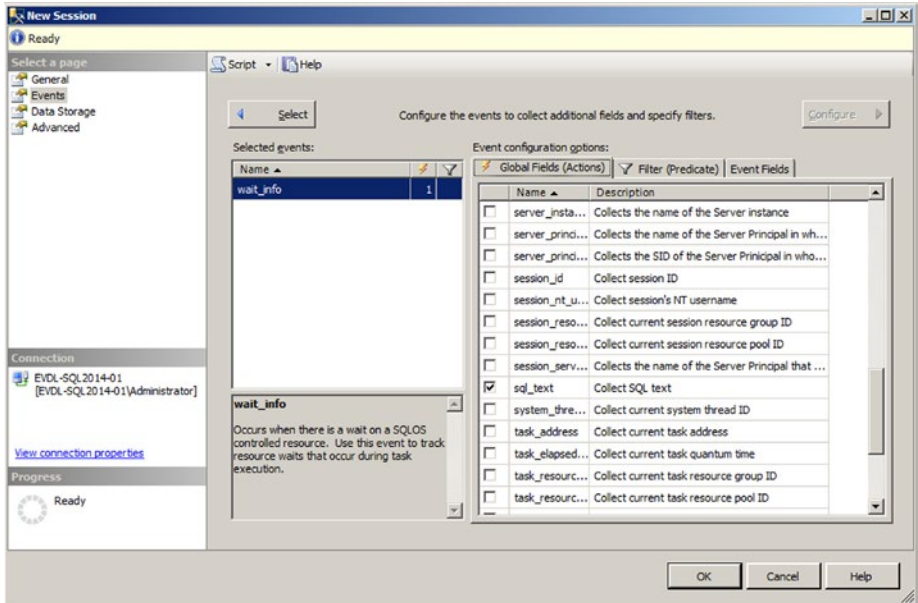 New Session
Ready
Select a page
General
Events
Data Storage
Advanced
Script
Help
Select
Configure the events to collect additional fields and specify filters.
Configure
Selected events:
Name
wait_info 1
Event configuration options:
Global Fields (Actions) Filter (Predicate) Event Fields
Name Description
server_insta... Collects the name of the Server instance
server_princi... Collects the name of the Server Principal in wh...
server_princi... Collects the SID of the Server Prinicipal in who...
session_id Collect session ID
session_nt_u... Collect session's NT username
session_reso... Collect current session resource group ID
session_reso... Collect current session resource pool ID
session_serv... Collects the name of the Server Principal that ...
sql_text Collect SQL text
system_thre... Collect current system thread ID
task_address Collect current task address
task_elapsed... Collect current task quantum time
task_resourc... Collect current task resource group ID
task_resourc... Collect current task resource pool ID
wait_info
Occurs when there is a wait on a SQLOS
controlled resource. Use this event to track
resource waits that occur during task
execution.
Connection
EVDL-SQL2014-01
[EVDL-SQL2014-01\Administrator]
View connection properties
Progress
Ready
OK Cancel Help